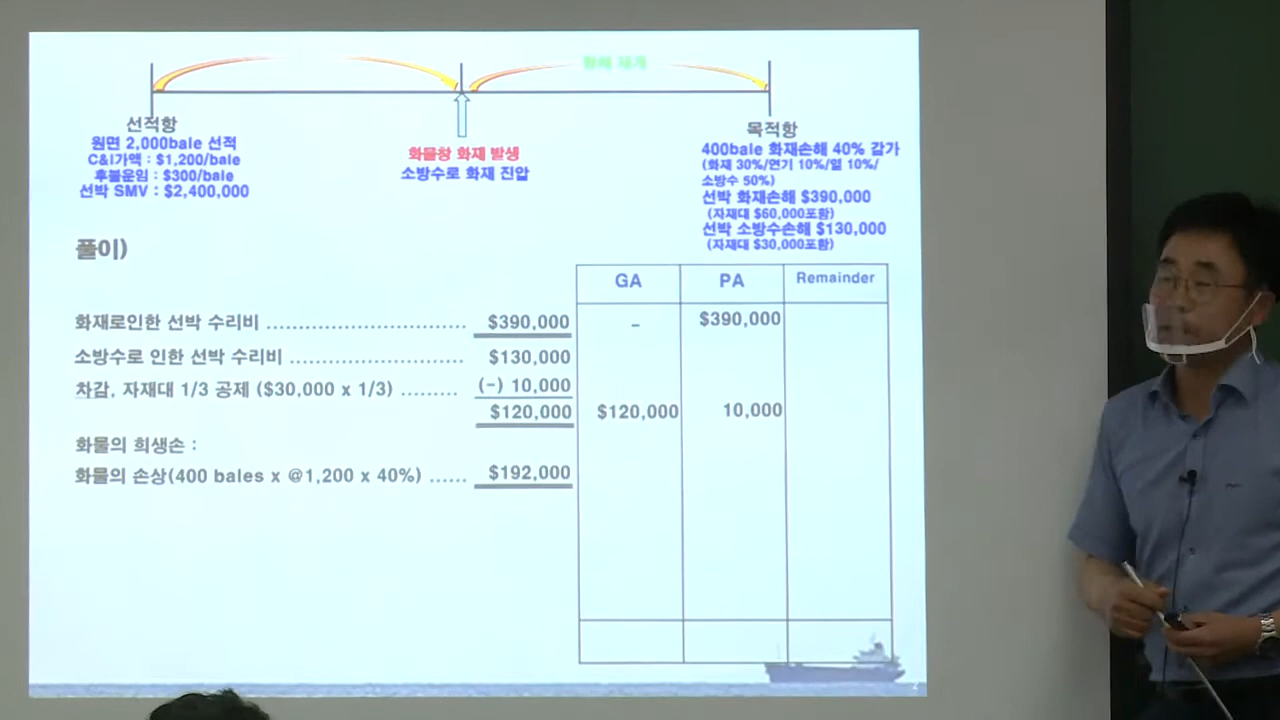 항해 재개
선적항
원면 2,000bale 선적
C&I가액 : $1,200/bale
후불운임 : $300/bale
선박 SMV : $2,400,000
화물창 화재 발생
소방수로 화재 진압
목적항
400bale 화재손해 40% 감가
(화재 30%/연기 10%/열 10%/
소방수 50%)
선박 화재손해 $390,000
(자재대 $60,000포함)
선박 소방수손해 $130,000
(자재대 $30,000포함)
풀이)
GA PA Remainder
화재로인한 선박 수리비 ................................ $390,000 – $390,000
소방수로 인한 선박 수리비 ............................ $130,000
차감, 자재대 1/3 공제 ($30,000 x 1/3) ......... (-) 10,000
$120,000 $120,000 10,000
화물의 희생손 :
화물의 손상(400 bales x @1,200 x 40%) ...... $192,000